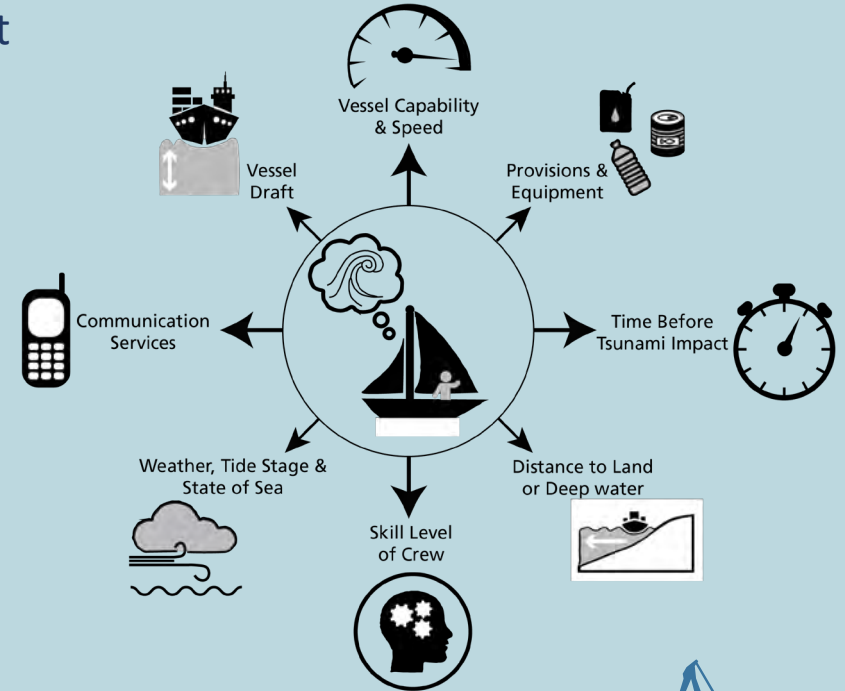 t
Vessel Capability
& Speed
Vessel
Draft
Provisions &
Equipment
Communication
Services
Time Before
Tsunami Impact
Weather, Tide Stage &
State of Sea
Distance to Land
or Deep water
Skill Level
of Crew